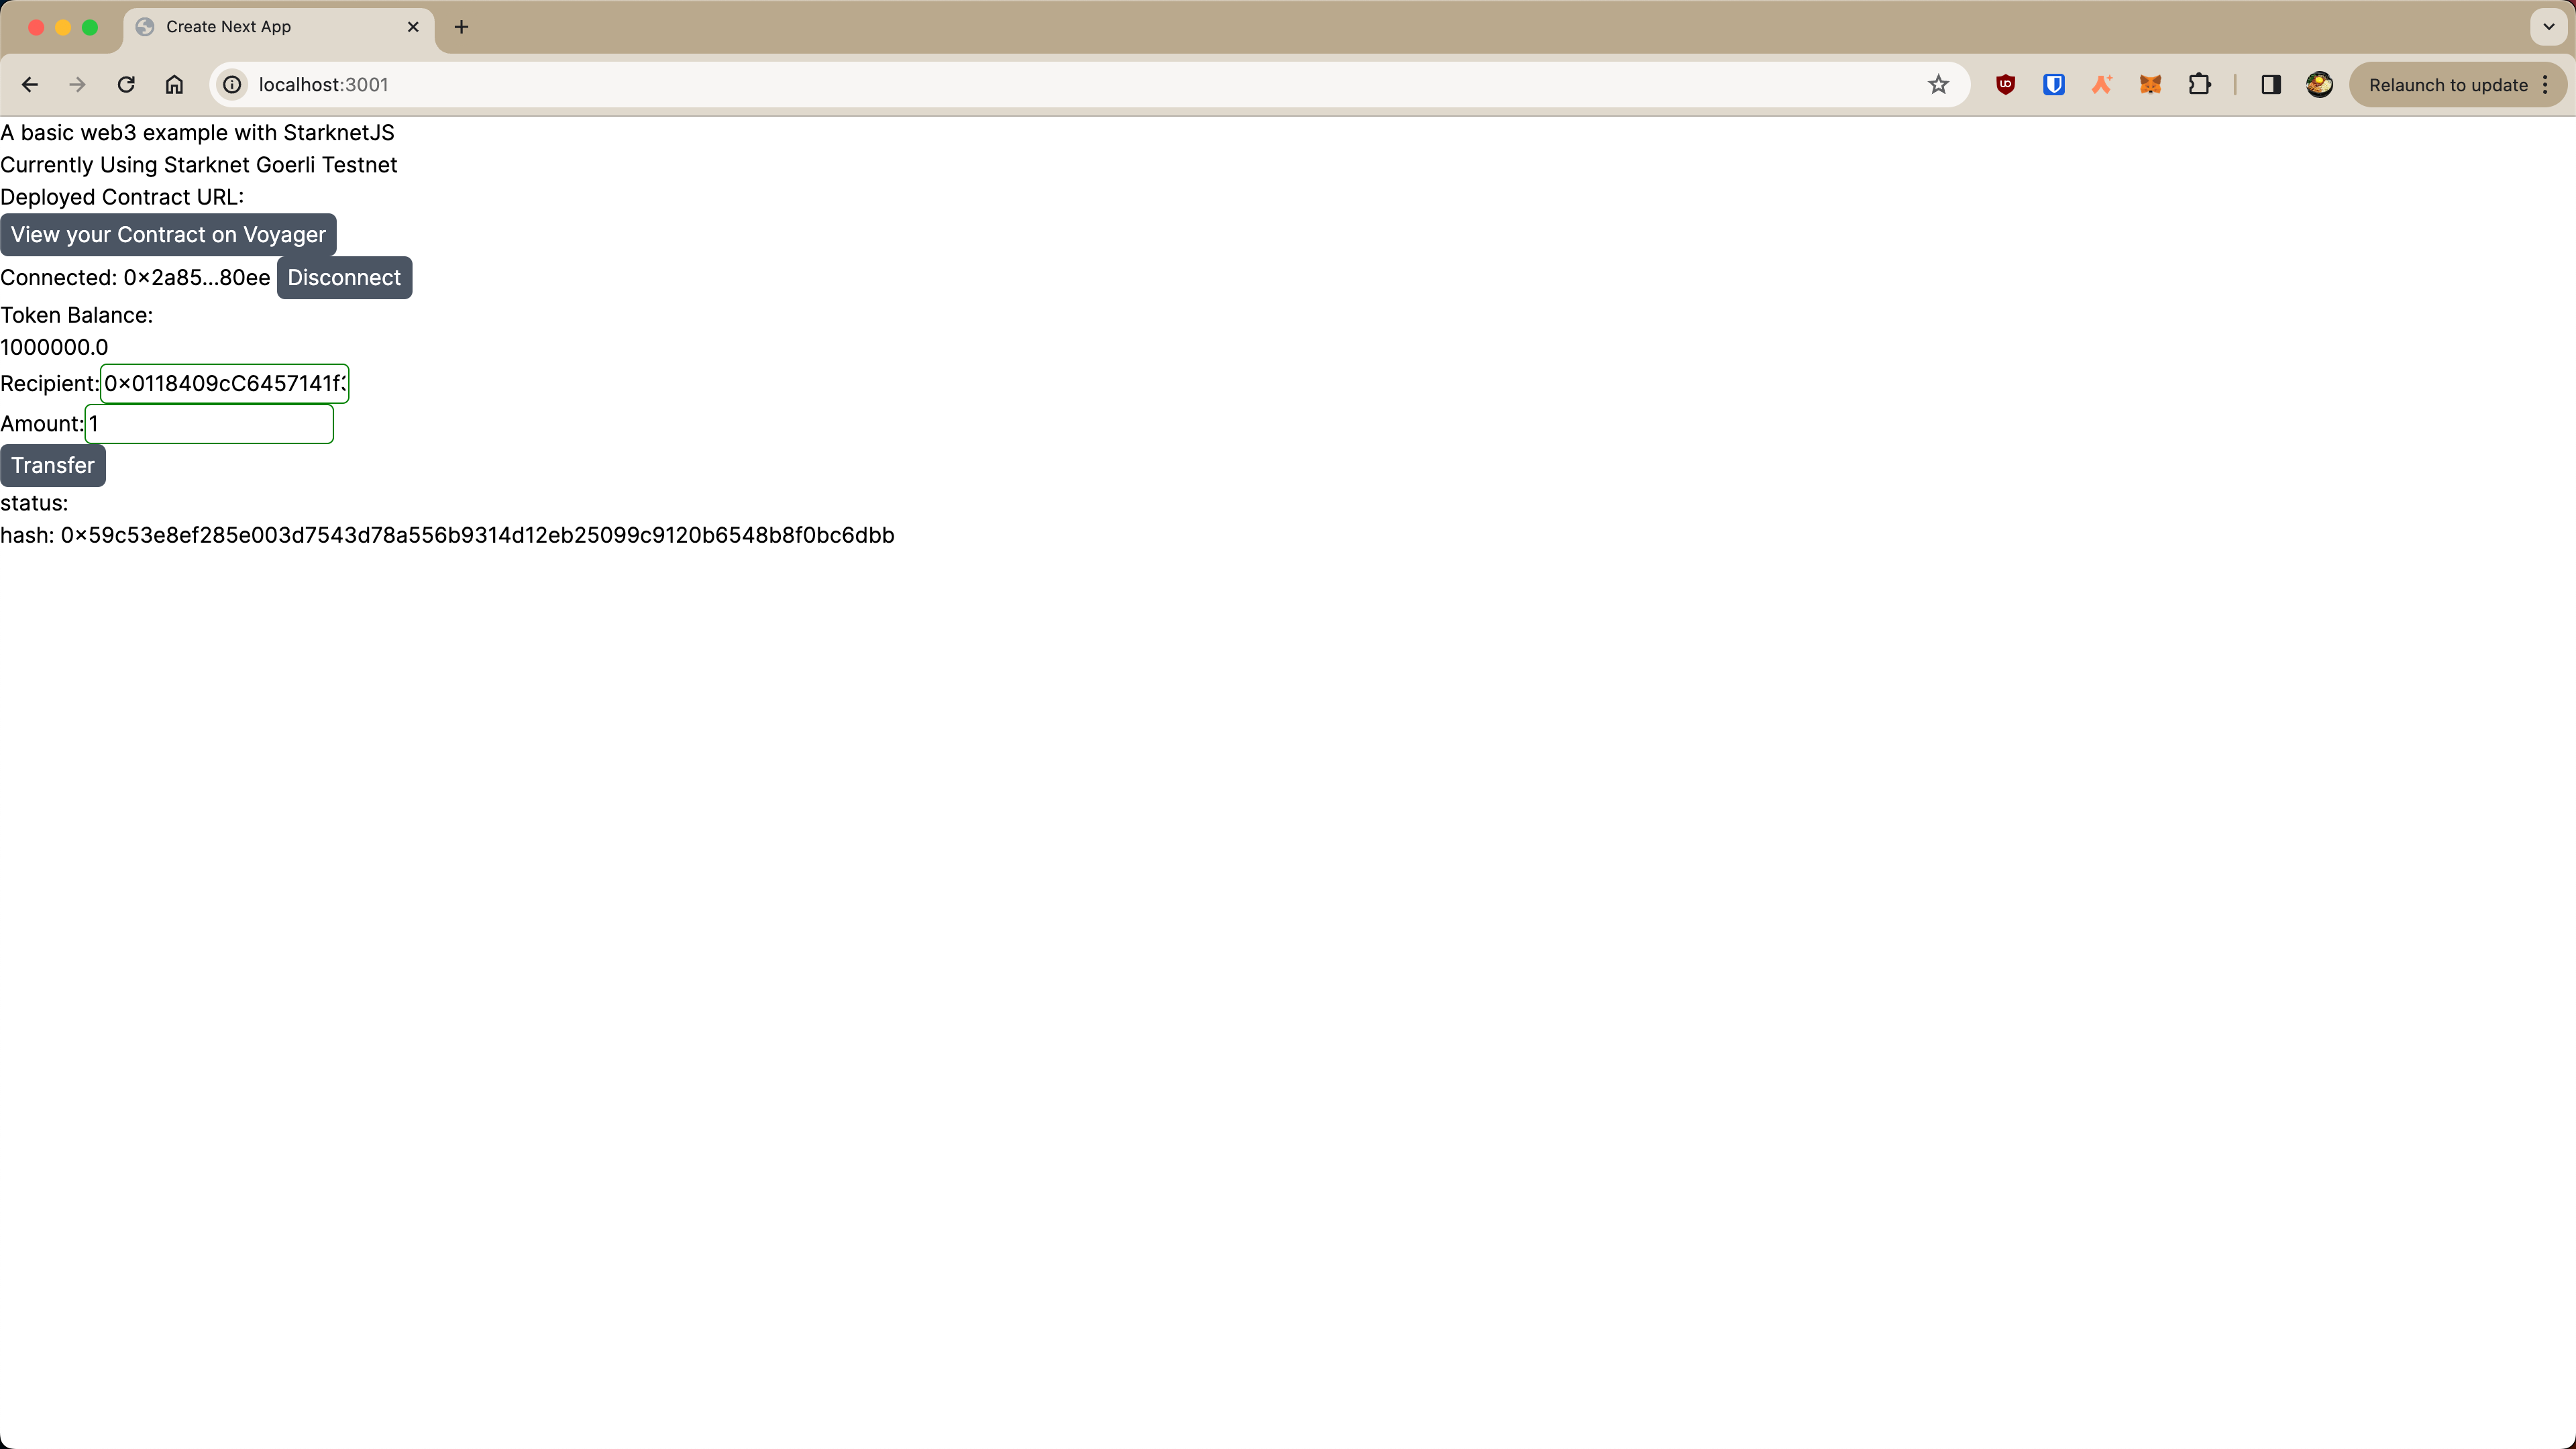 Create Next App
localhost:3001
Relaunch to update
A basic web3 example with StarknetJS
Currently Using Starknet Goerli Testnet
Deployed Contract URL:
View your Contract on Voyager
Connected: 0x2a85...80ee Disconnect
Token Balance:
1000000.0
Recipient: 0x0118409cC6457141f
Amount: 1
Transfer
status:
hash: 0x59c53e8ef285e003d7543d78a556b9314d12eb25099c9120b6548b8f0bc6dbb